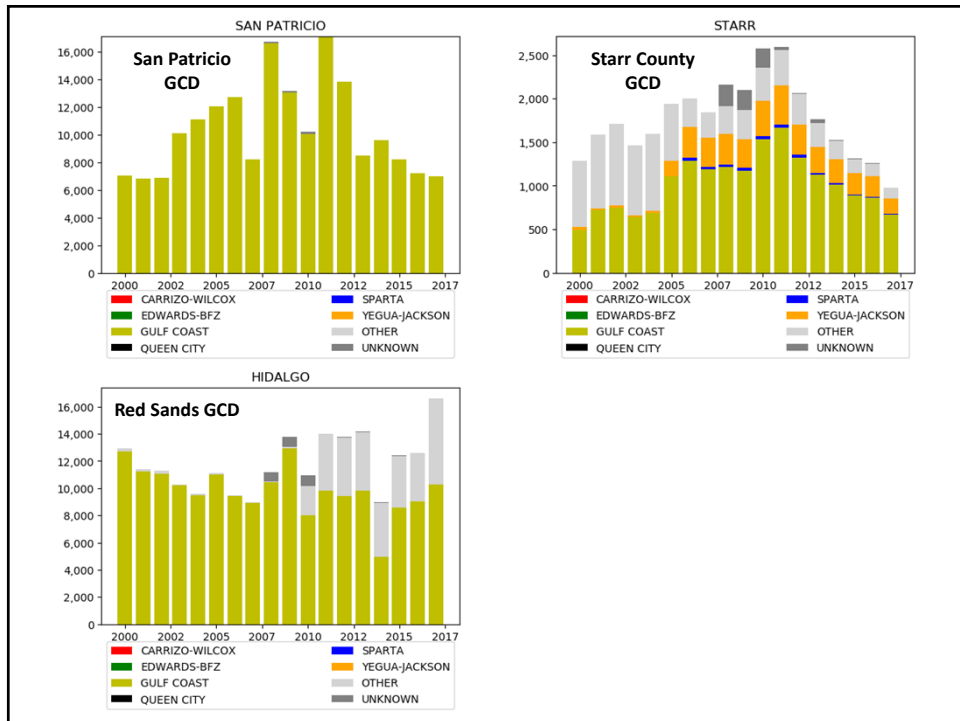 SAN PATRICIO
San Patricio
GCD
16,000
14,000
12,000
10,000
8,000
6,000
4,000
2,000
0
2000 2002 2005 2007 2010 2012 2015 2017
CARRIZO-WILCOX SPARTA
EDWARDS-BFZ YEGUA-JACKSON
GULF COAST OTHER
QUEEN CITY UNKNOWN
STARR
Starr County
GCD
2,500
2,000
1,500
1,000
500
0
2000 2002 2005 2007 2010 2012 2015 2017
CARRIZO-WILCOX SPARTA
EDWARDS-BFZ YEGUA-JACKSON
GULF COAST OTHER
QUEEN CITY UNKNOWN
HIDALGO
Red Sands GCD
16,000
14,000
12,000
10,000
8,000
6,000
4,000
2,000
0
2000 2002 2005 2007 2010 2012 2015 2017
CARRIZO-WILCOX SPARTA
EDWARDS-BFZ YEGUA-JACKSON
GULF COAST OTHER
QUEEN CITY UNKNOWN